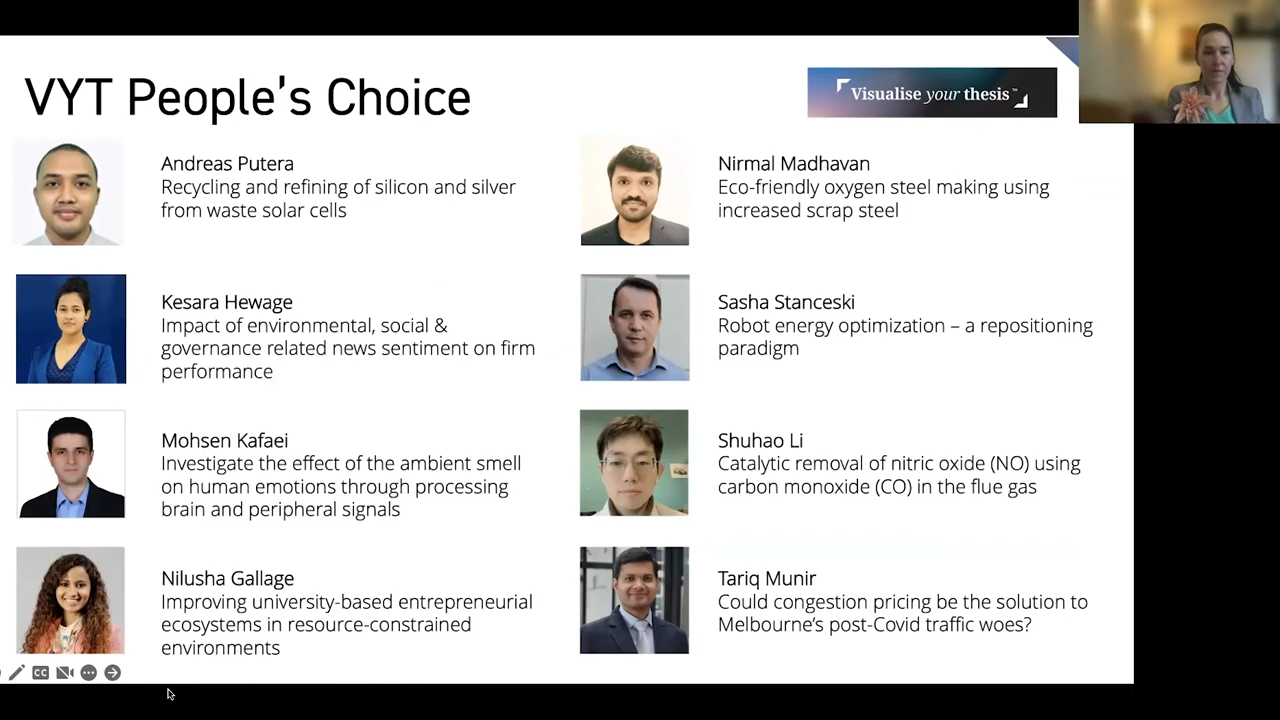 VYT People's Choice
Visualise your thesis™
Andreas Putera
Recycling and refining of silicon and silver
from waste solar cells
Kesara Hewage
Impact of environmental, social &
governance related news sentiment on firm
performance
Mohsen Kafaei
Investigate the effect of the ambient smell
on human emotions through processing
brain and peripheral signals
Nilusha Gallage
Improving university-based entrepreneurial
ecosystems in resource-constrained
environments
Nirmal Madhavan
Eco-friendly oxygen steel making using
increased scrap steel
Sasha Stanceski
Robot energy optimization – a repositioning
paradigm
Shuhao Li
Catalytic removal of nitric oxide (NO) using
carbon monoxide (CO) in the flue gas
Tariq Munir
Could congestion pricing be the solution to
Melbourne's post-Covid traffic woes?
CC